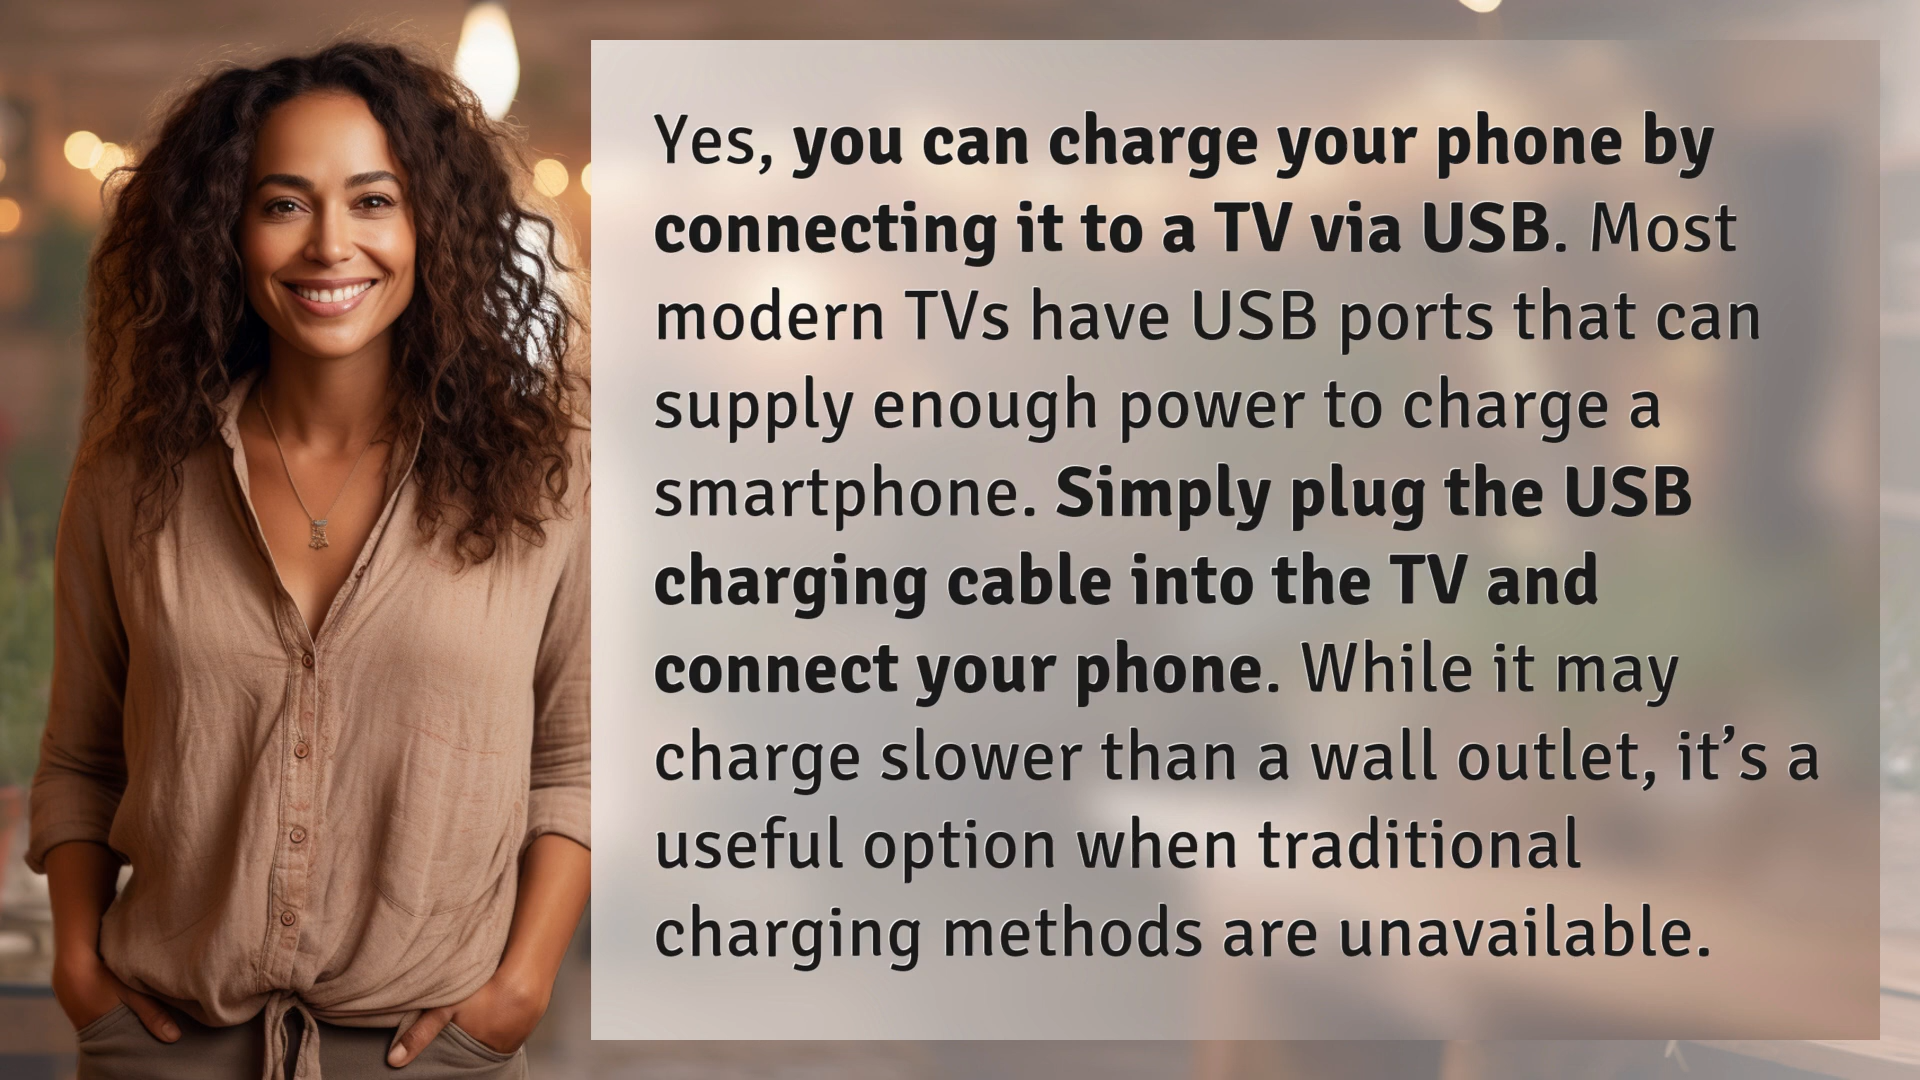 Yes, you can charge your phone by
connecting it to a TV via USB. Most
modern TVs have USB ports that can
supply enough power to charge a
smartphone. Simply plug the USB
charging cable into the TV and
connect your phone. While it may
charge slower than a wall outlet, it’s a
useful option when traditional
charging methods are unavailable.